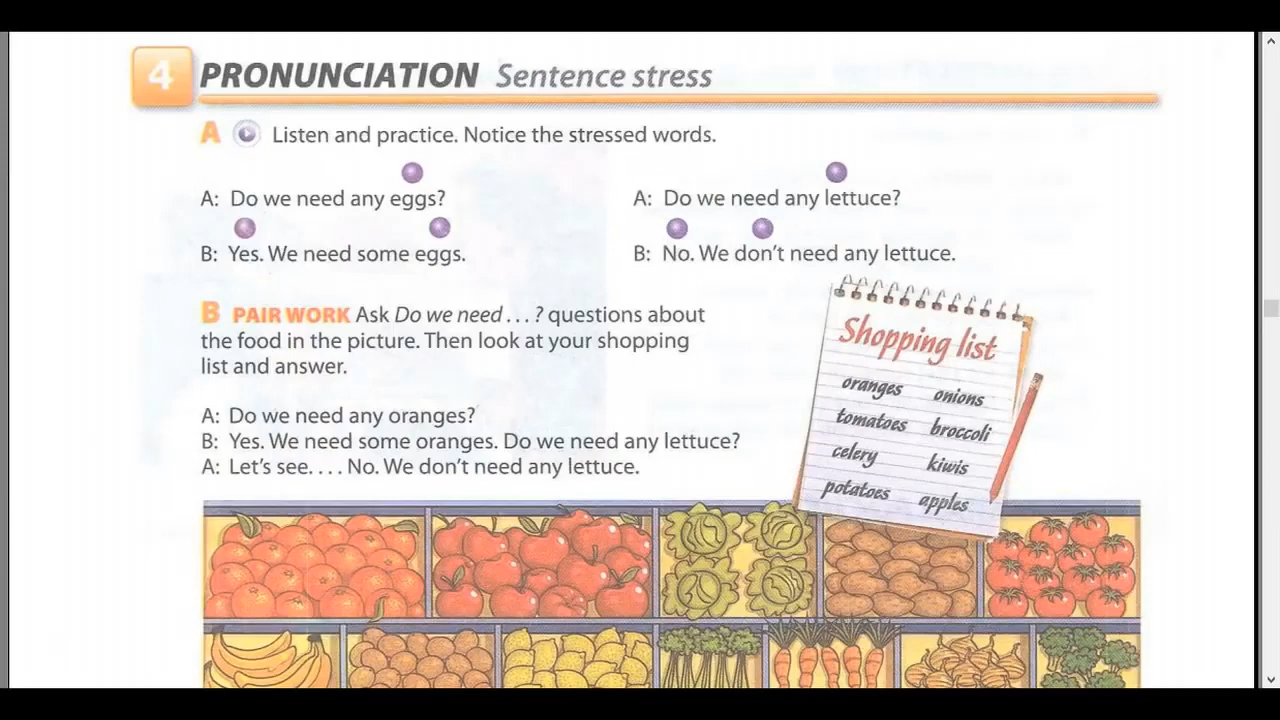 4 PRONUNCIATION Sentence stress
A Listen and practice. Notice the stressed words.
A: Do we need any eggs?
B: Yes. We need some eggs.
A: Do we need any lettuce?
B: No. We don't need any lettuce.
B PAIR WORK Ask Do we need . . . ? questions about
the food in the picture. Then look at your shopping
list and answer.
A: Do we need any oranges?
B: Yes. We need some oranges. Do we need any lettuce?
A: Let's see. . . . No. We don't need any lettuce.
Shopping list
oranges onions
tomatoes broccoli
celery kiwis
potatoes apples